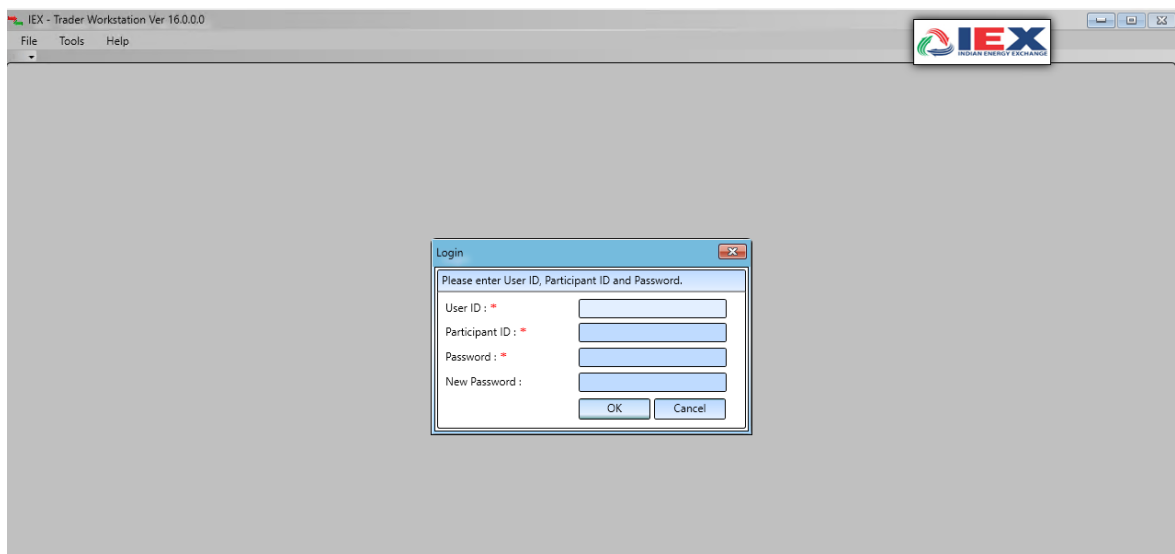 IEX - Trader Workstation Ver 16.0.0.0
File Tools Help
IEX
INDIAN ENERGY EXCHANGE
Login
Please enter User ID, Participant ID and Password.
User ID : *
Participant ID : *
Password : *
New Password :
OK Cancel